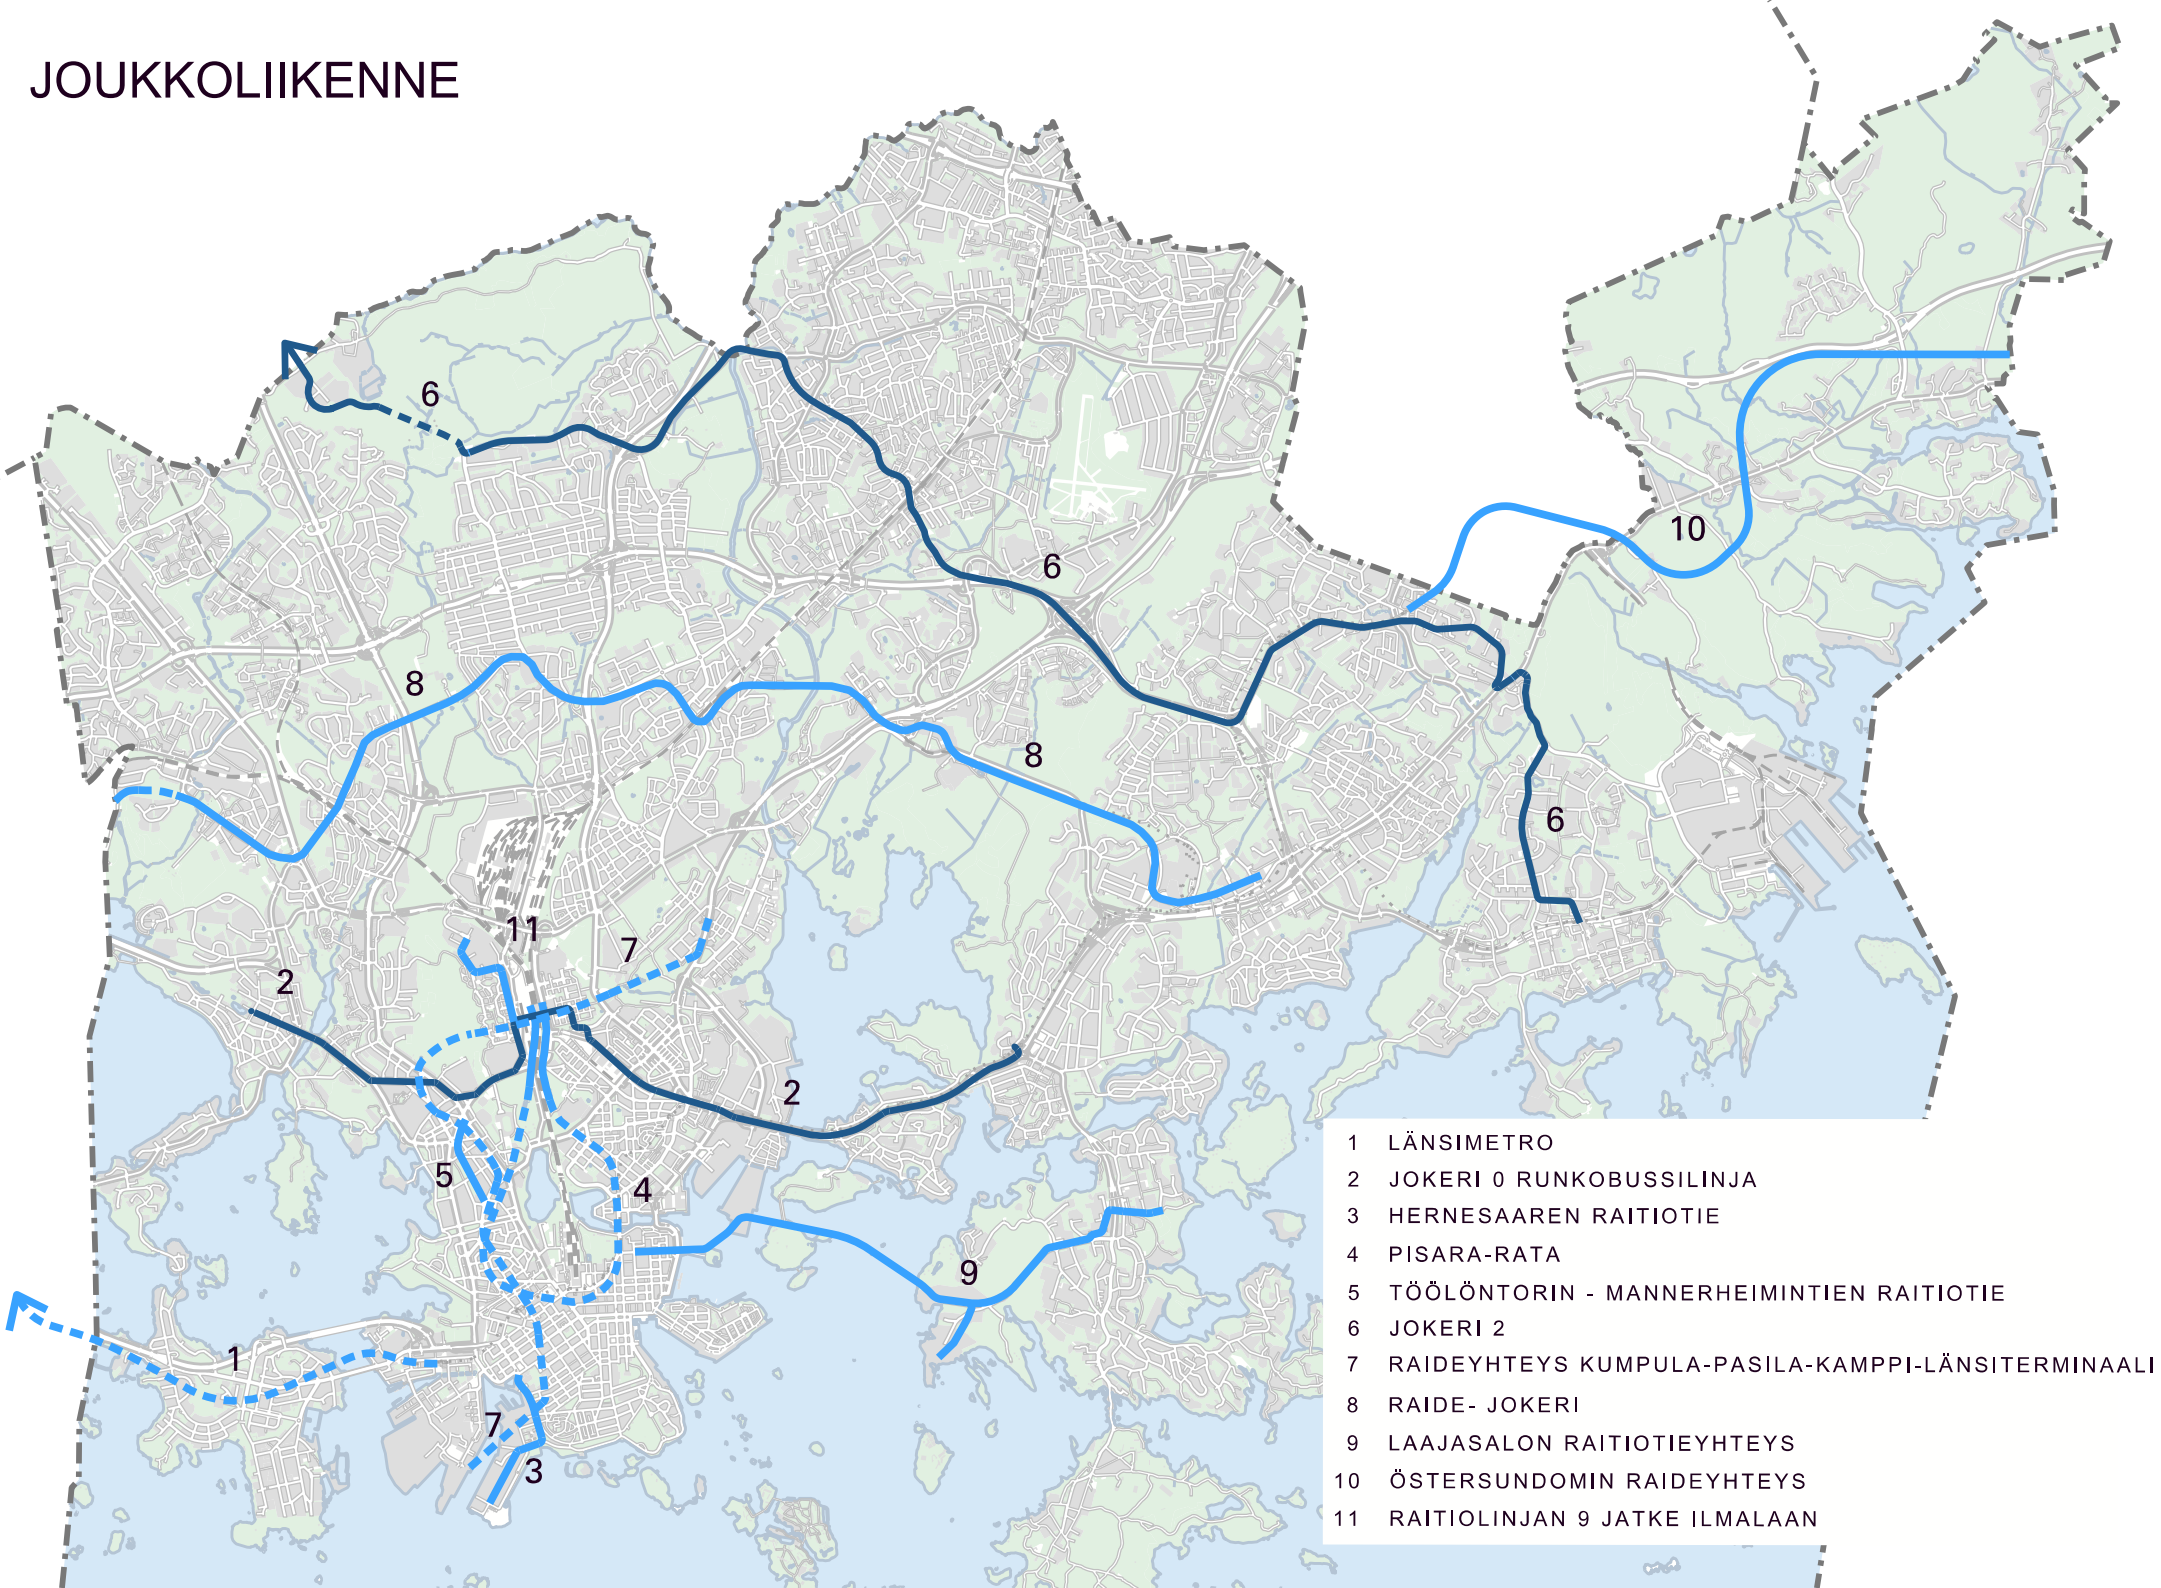 JOUKKOLIIKENNE
6
10
6
8
8
6
11
7
2
2
5
4
9
1
7
3
1 LÄNSIMETRO
2 JOKERI 0 RUNKOBUSSILINJA
3 HERNESAAREN RAITIOTIE
4 PISARA-RATA
5 TÖÖLÖNTORIN - MANNERHEIMINTIEN RAITIOTIE
6 JOKERI 2
7 RAIDEYHTEYS KUMPULA-PASILA-KAMPPI-LÄNSITERMINAALI
8 RAIDE- JOKERI
9 LAAJASALON RAITIOTIEYHTEYS
10 ÖSTERSUNDOMIN RAIDEYHTEYS
11 RAITIOLINJAN 9 JATKE ILMALAAN